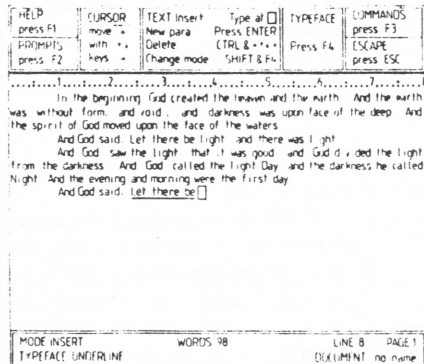 HELP press F1
PROMPTS press F2
CURSOR
move
with
keys
TEXT Insert Type at
New para Press ENTER
Delete CTRL &
Change mode SHIFT & F4
TYPEFACE
Press F4
COMMANDS press F3
ESCAPE press ESC
1 2 3 4 5 6 7
In the beginning God created the heaven and the earth And the earth
was without form, and void, and darkness was upon face of the deep And
the spirit of God moved upon the face of the waters
And God said, Let there be light and there was light
And God saw the light that it was good and God divided the light
from the darkness And God called the light Day and the darkness he called
Night And the evening and morning were the first day
And God said, Let there be
MODE INSERT WORDS 98 LINE 8 PAGE 1
TYPEFACE UNDERLINE DOCUMENT no name